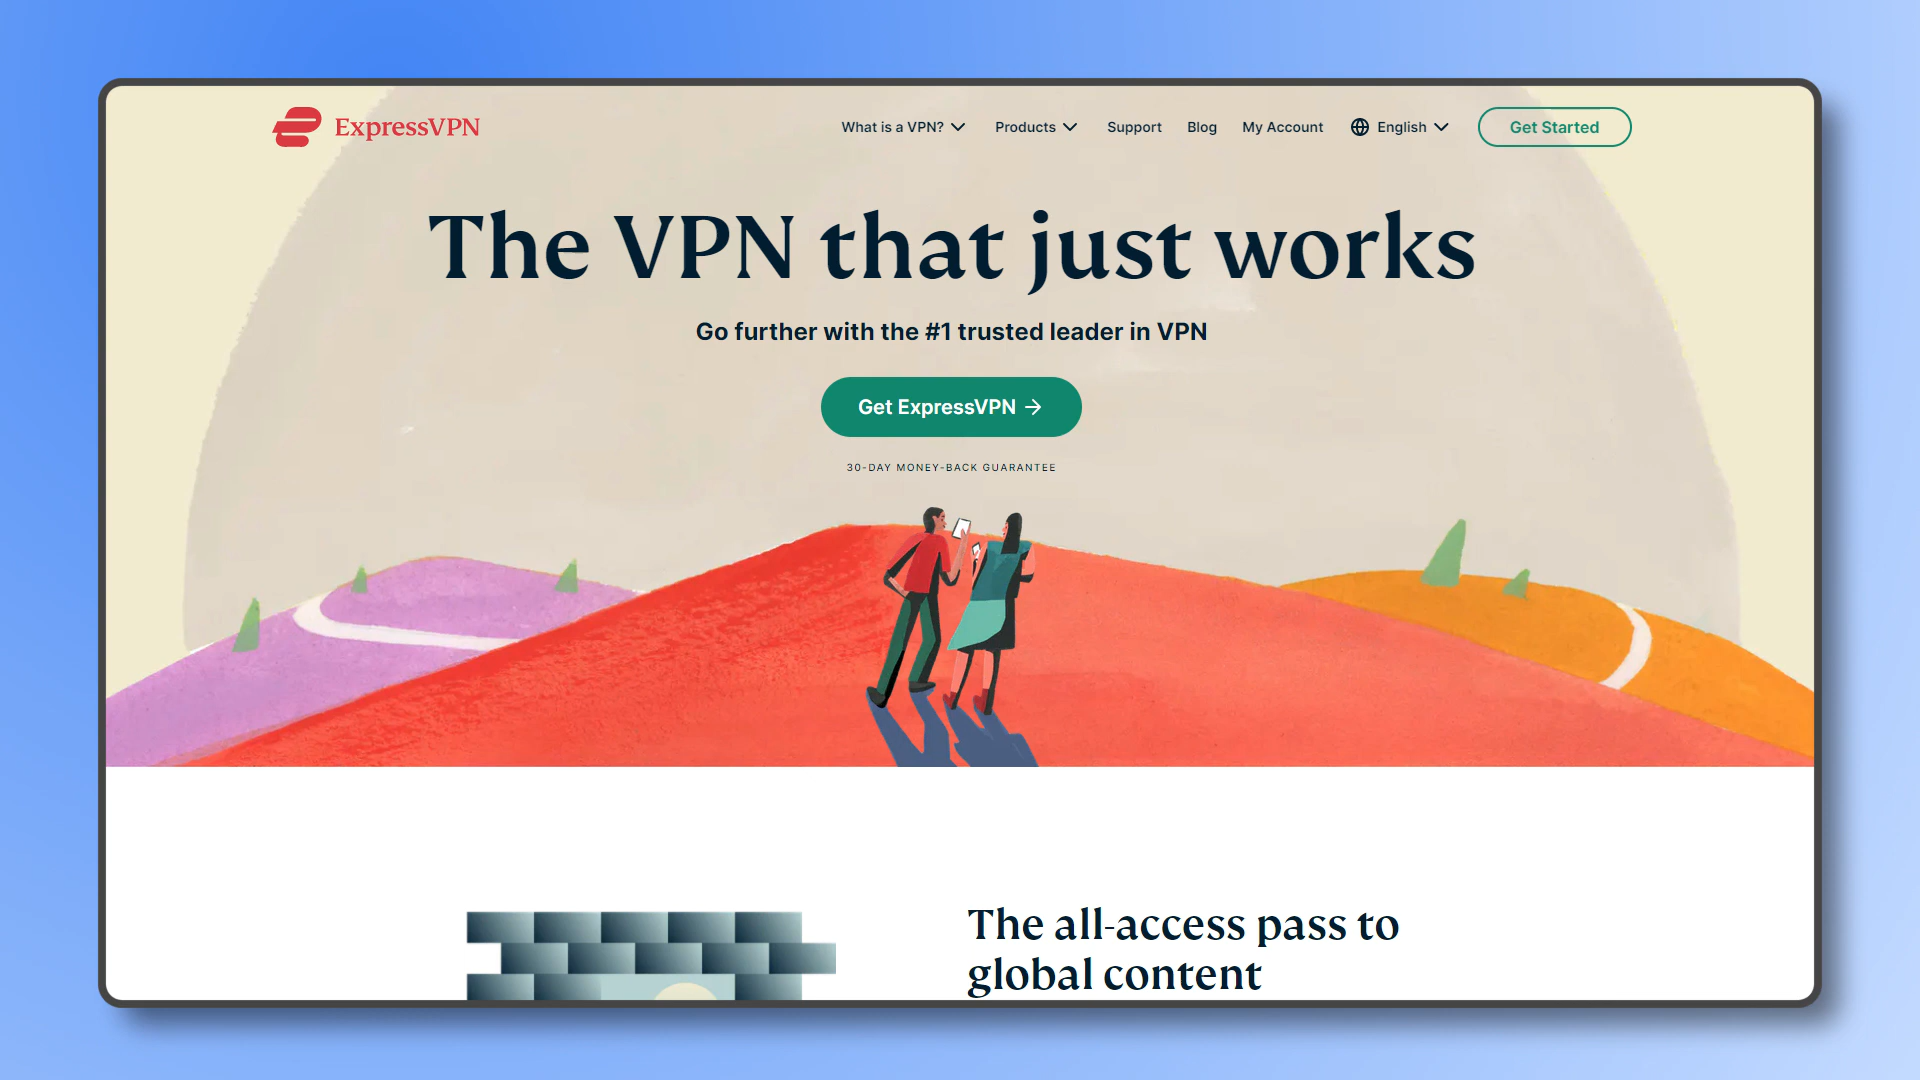 ExpressVPN
What is a VPN? Products Support Blog My Account English Get Started
The VPN that just works
Go further with the #1 trusted leader in VPN
Get ExpressVPN →
30-DAY MONEY-BACK GUARANTEE
The all-access pass to
global content